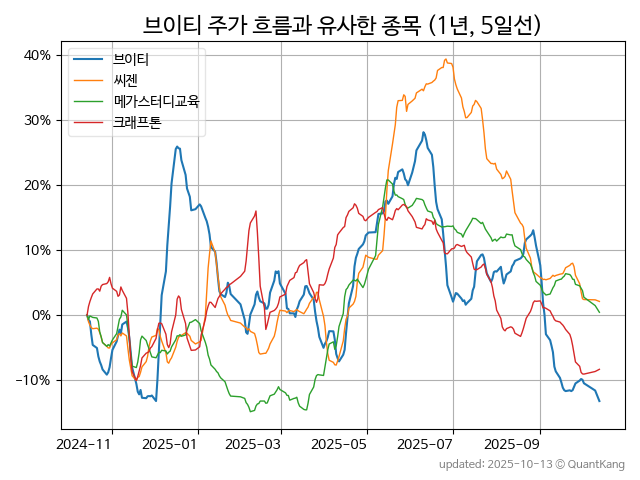 브이티 주가 흐름과 유사한 종목 (1년, 5일선)
40%
30%
20%
10%
0%
−10%
브이티
씨젠
메가스터디교육
크래프톤
2024-11
2025-01
2025-03
2025-05
2025-07
2025-09
updated: 2025-10-13 ⓒ QuantKang